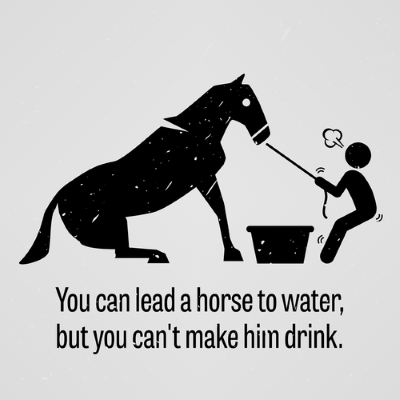 You can lead a horse to water,
but you can't make him drink.